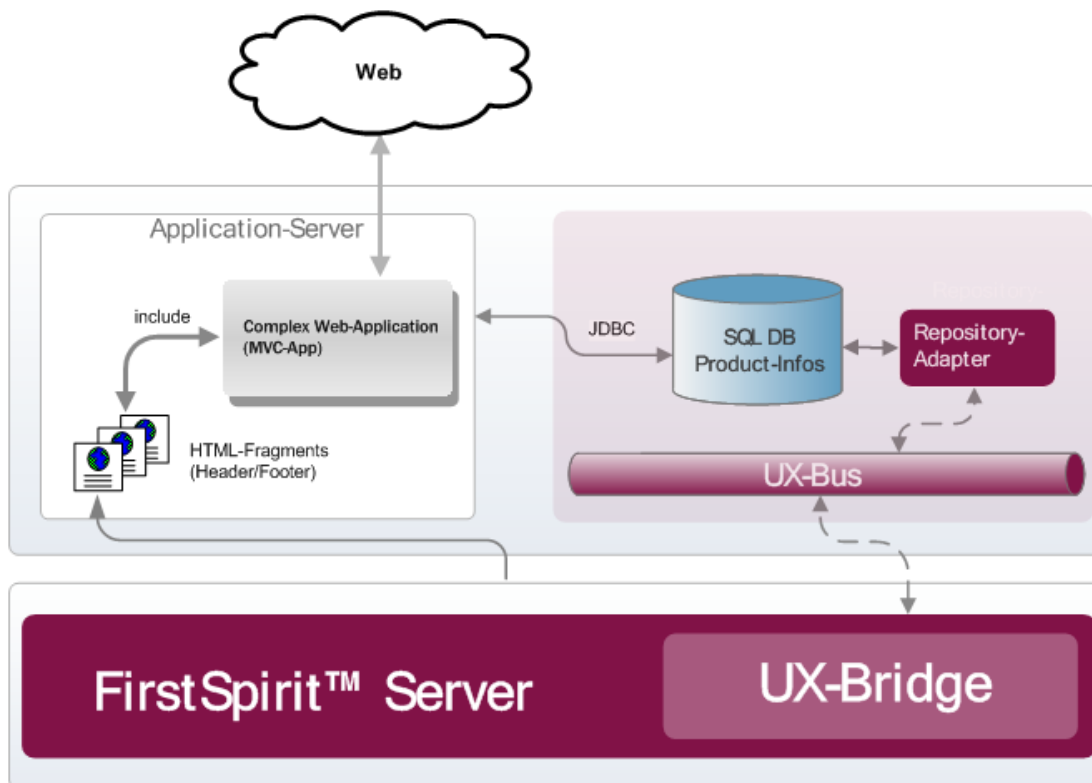 Web
Application-Server
include
Complex Web-Application
(MVC-App)
HTML-Fragments
(Header/Footer)
JDBC
SQL DB
Product-Infos
Repository
Repository-
Adapter
UX-Bus
FirstSpirit™ Server
UX-Bridge